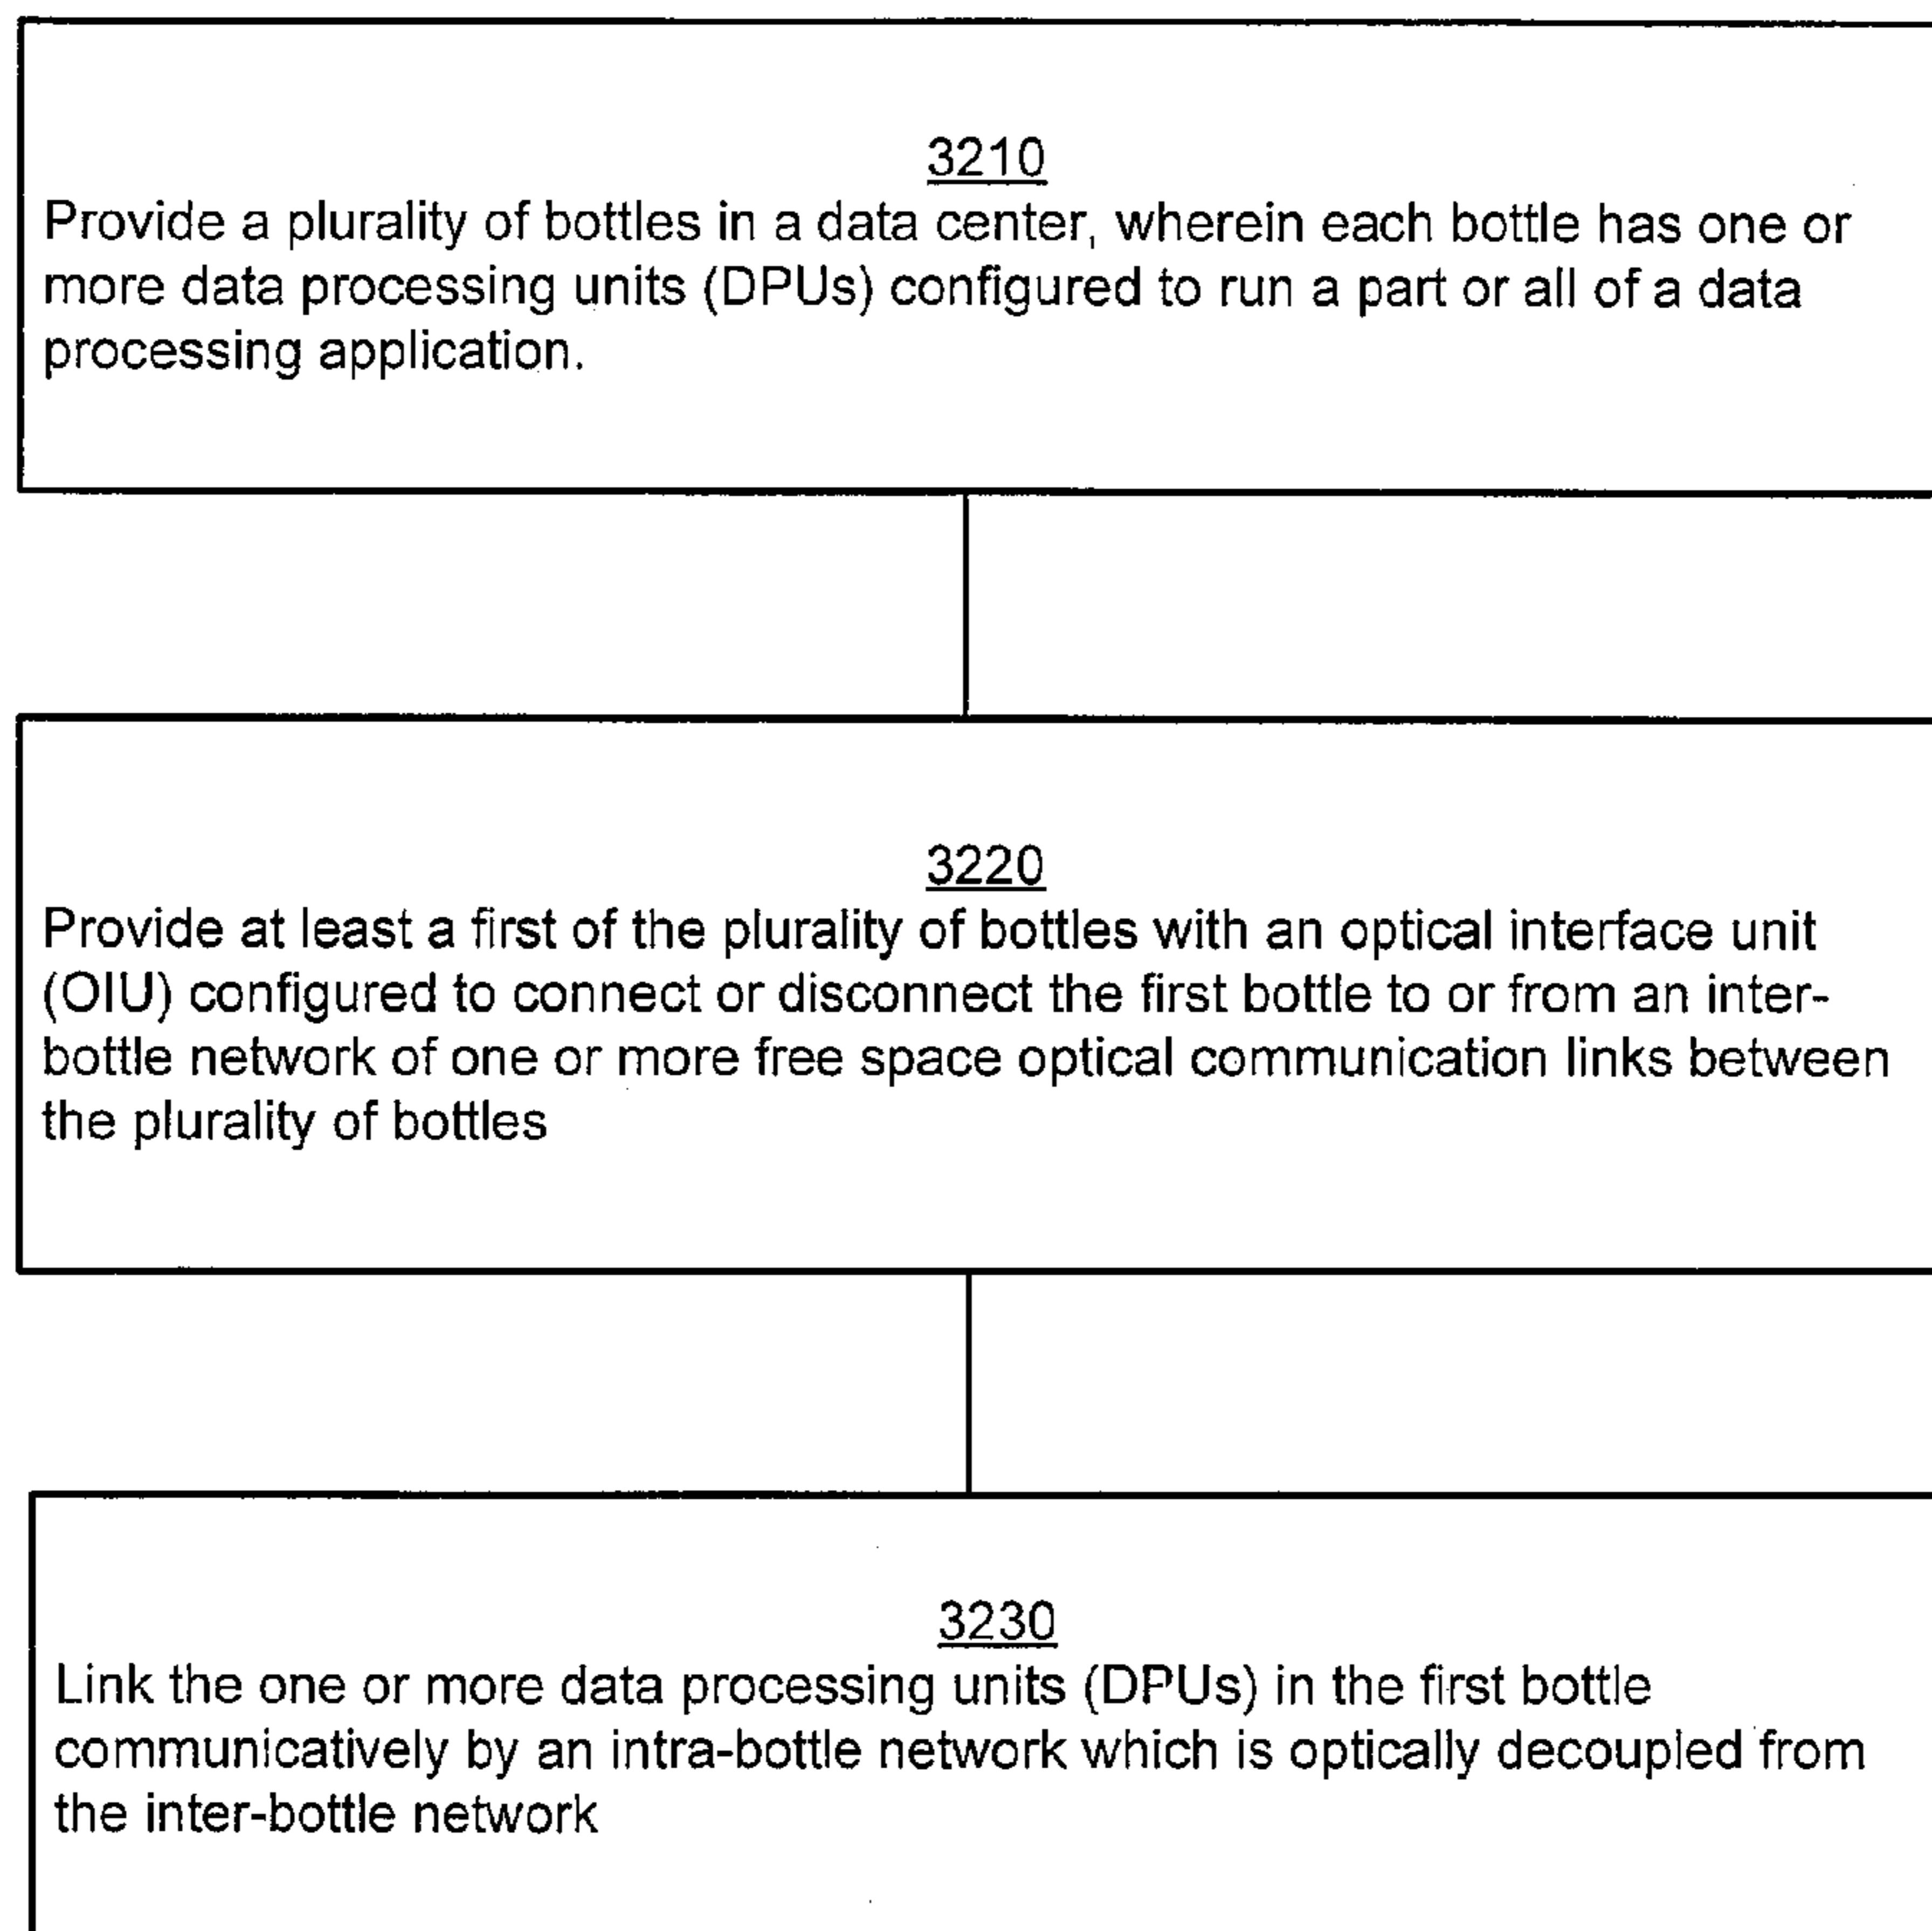 3210
Provide a plurality of bottles in a data center, wherein each bottle has one or
more data processing units (DPUs) configured to run a part or all of a data
processing application.
3220
Provide at least a first of the plurality of bottles with an optical interface unit
(OIU) configured to connect or disconnect the first bottle to or from an inter-
bottle network of one or more free space optical communication links between
the plurality of bottles
3230
Link the one or more data processing units (DPUs) in the first bottle
communicatively by an intra-bottle network which is optically decoupled from
the inter-bottle network